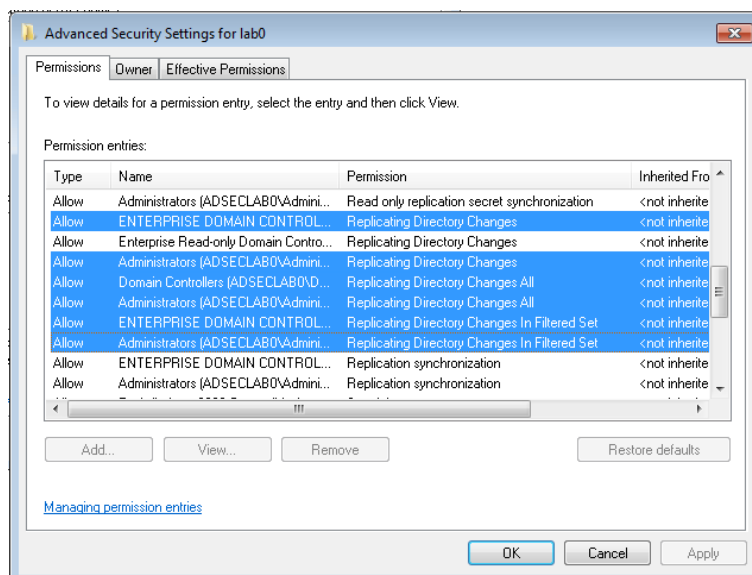 Advanced Security Settings for lab0
Permissions Owner Effective Permissions
To view details for a permission entry, select the entry and then click View.
Permission entries:
Type Name Permission Inherited Fro
Allow Administrators (ADSECLAB0\Admini... Read only replication secret synchronization <not inherite
Allow ENTERPRISE DOMAIN CONTROL... Replicating Directory Changes <not inherite
Allow Enterprise Read-only Domain Contro... Replicating Directory Changes <not inherite
Allow Administrators (ADSECLAB0\Admini... Replicating Directory Changes <not inherite
Allow Domain Controllers (ADSECLAB0\D... Replicating Directory Changes All <not inherite
Allow Administrators (ADSECLAB0\Admini... Replicating Directory Changes All <not inherite
Allow ENTERPRISE DOMAIN CONTROL... Replicating Directory Changes In Filtered Set <not inherite
Allow Administrators (ADSECLAB0\Admini... Replicating Directory Changes In Filtered Set <not inherite
Allow ENTERPRISE DOMAIN CONTROL... Replication synchronization <not inherite
Allow Administrators (ADSECLAB0\Admini... Replication synchronization <not inherite
Add... View... Remove Restore defaults
Managing permission entries
OK Cancel Apply